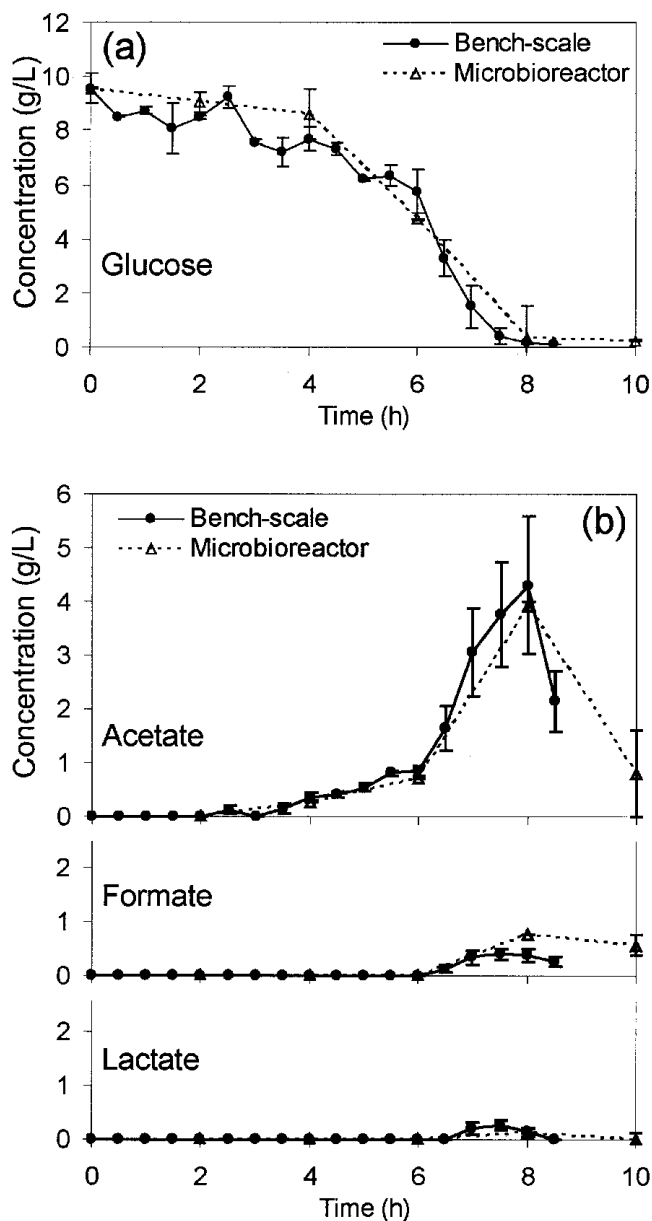 (a)
Bench-scale
Microbioreactor
Concentration (g/L)
12
10
8
6
4
2
0
Glucose
0 2 4 6 8 10
Time (h)
(b)
Bench-scale
Microbioreactor
Concentration (g/L)
6
5
4
3
2
1
0
Acetate
2
1
0
Formate
2
1
0
Lactate
0 2 4 6 8 10
Time (h)